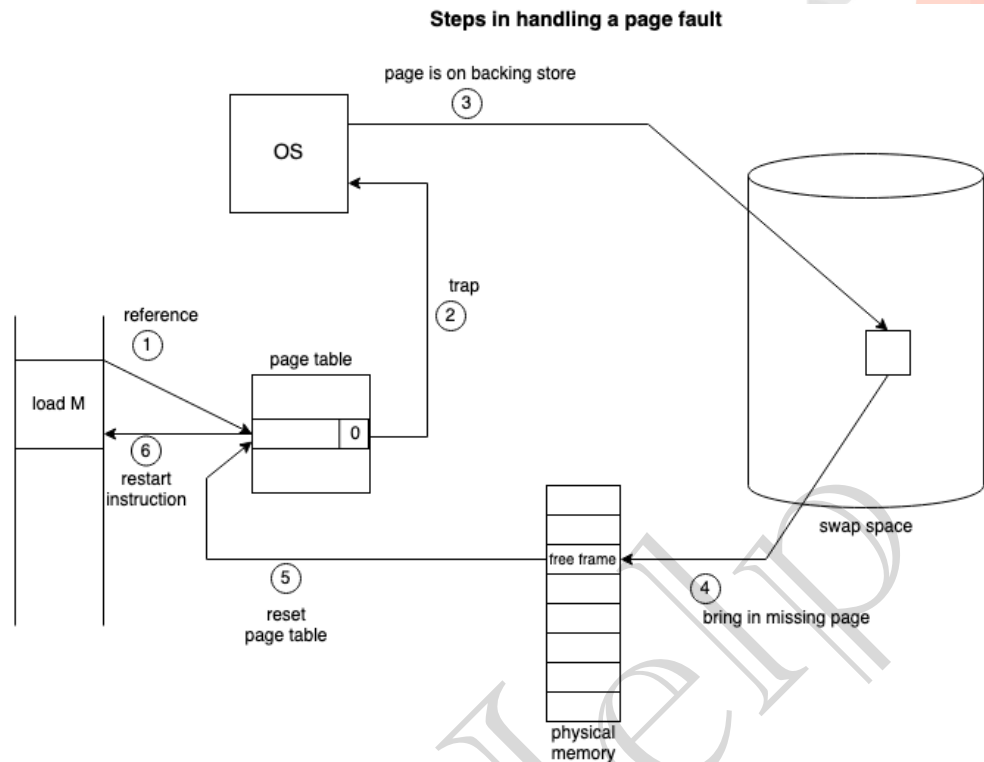 Steps in handling a page fault
page is on backing store
3
OS
trap
2
reference
1
page table
load M
0
6
restart
instruction
swap space
free frame
5
4
reset
page table
bring in missing page
physical
memory